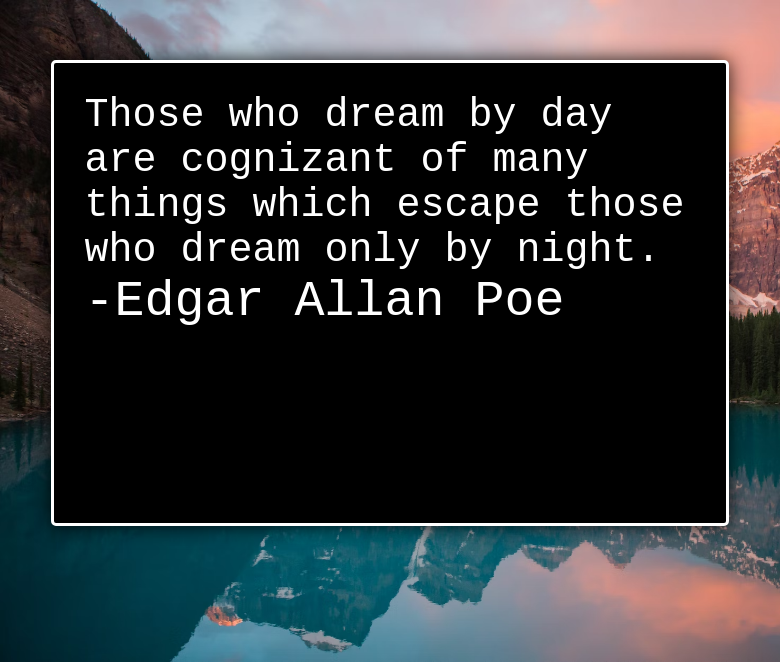 Those who dream by day
are cognizant of many
things which escape those
who dream only by night.
-Edgar Allan Poe